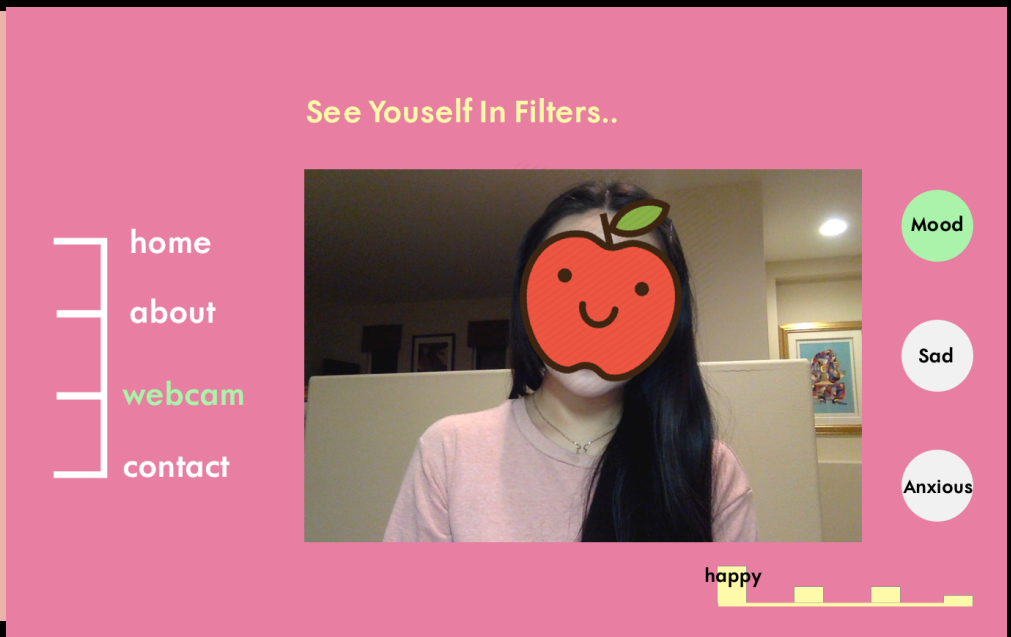 See Youself In Filters..
home
about
webcam
contact
Mood
Sad
Anxious
happy